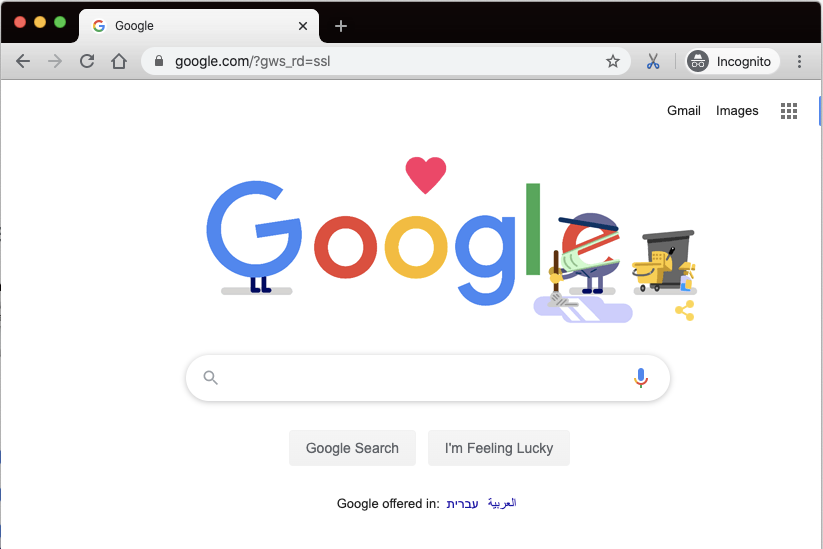 Google
google.com/?gws_rd=ssl
Incognito
Gmail Images
Google
Google Search
I'm Feeling Lucky
Google offered in: עברית العربية